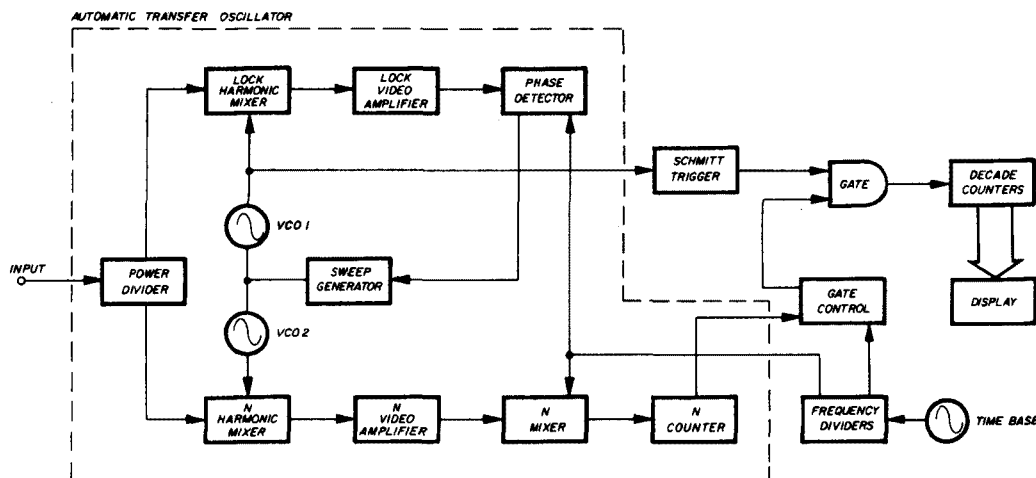 AUTOMATIC TRANSFER OSCILLATOR
LOCK
HARMONIC
MIXER
LOCK
VIDEO
AMPLIFIER
PHASE
DETECTOR
SCHMITT
TRIGGER
GATE
DECADE
COUNTERS
VCO 1
INPUT
POWER
DIVIDER
SWEEP
GENERATOR
GATE
CONTROL
DISPLAY
VCO 2
N
HARMONIC
MIXER
N
VIDEO
AMPLIFIER
N
MIXER
N
COUNTER
FREQUENCY
DIVIDERS
TIME BASE